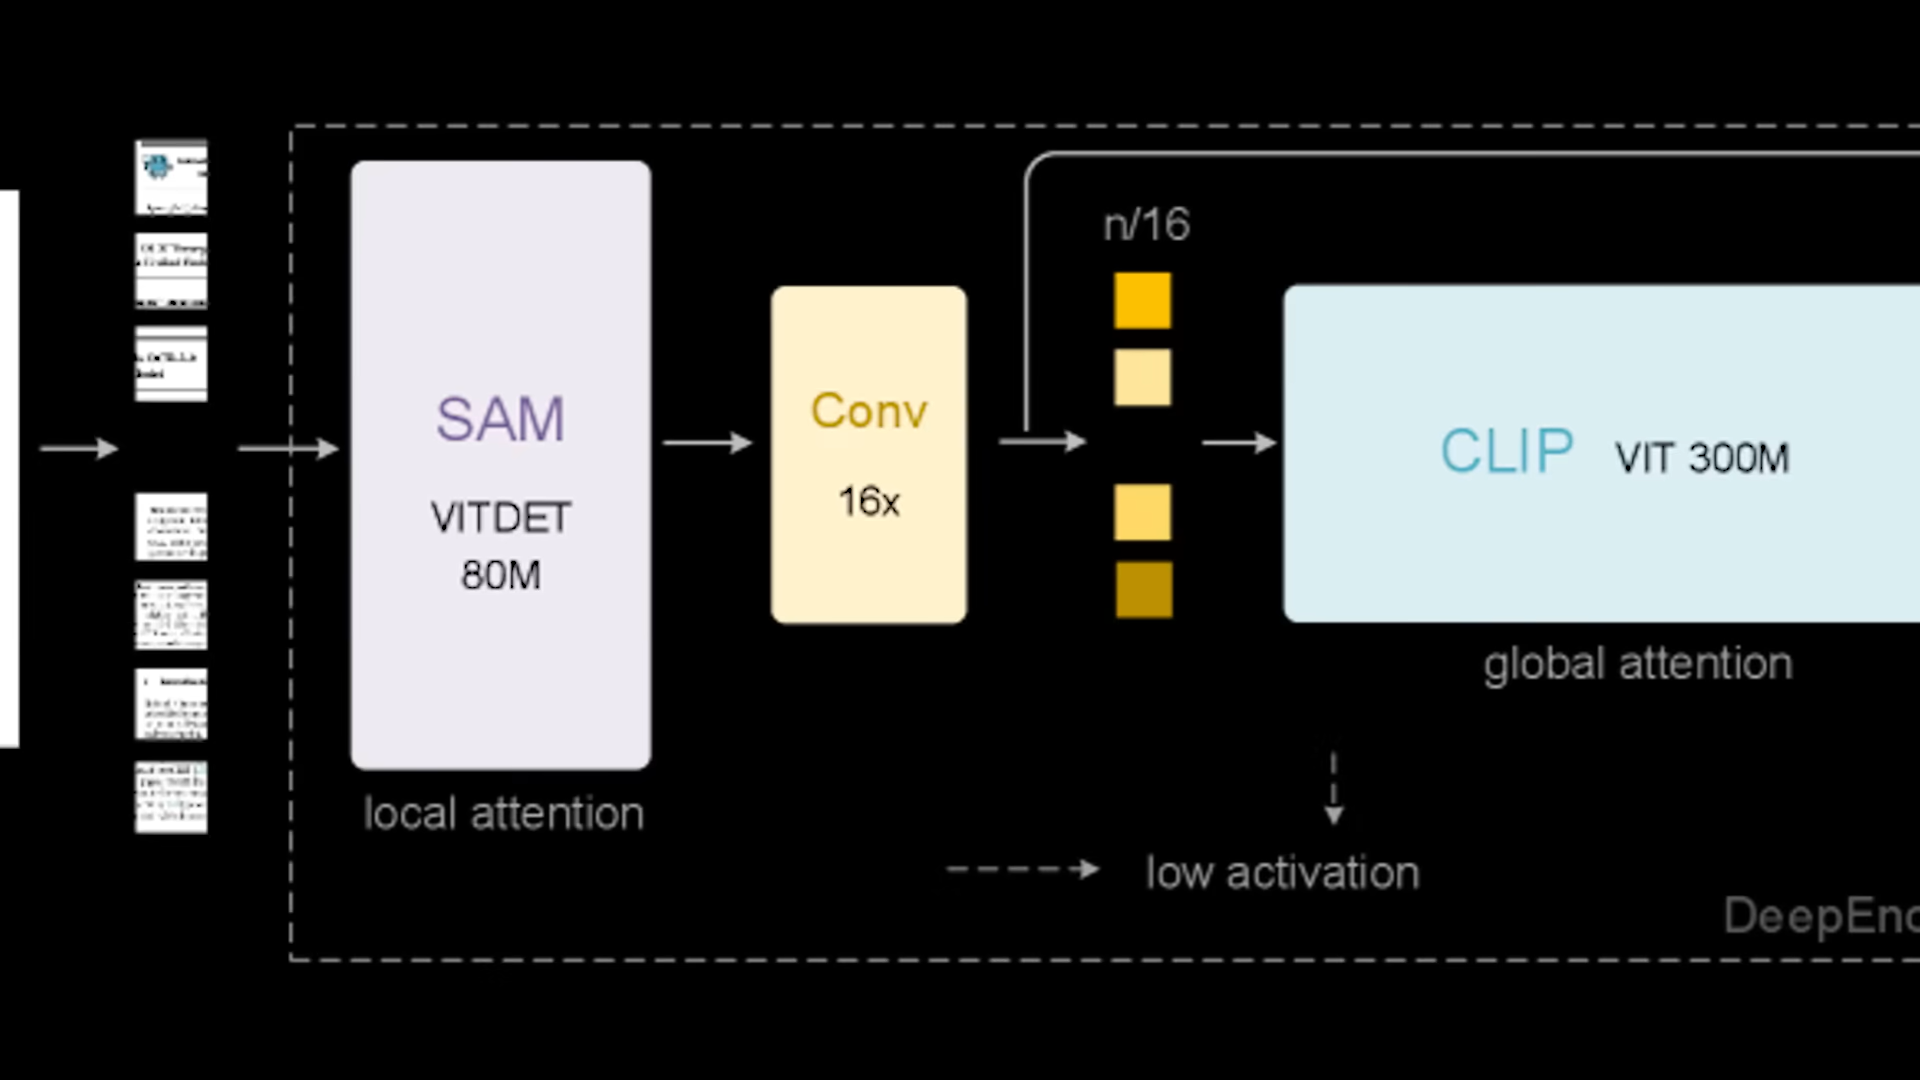 n/16
SAM
VITDET
80M
Conv
16x
CLIP VIT 300M
local attention
global attention
low activation
DeepEnc